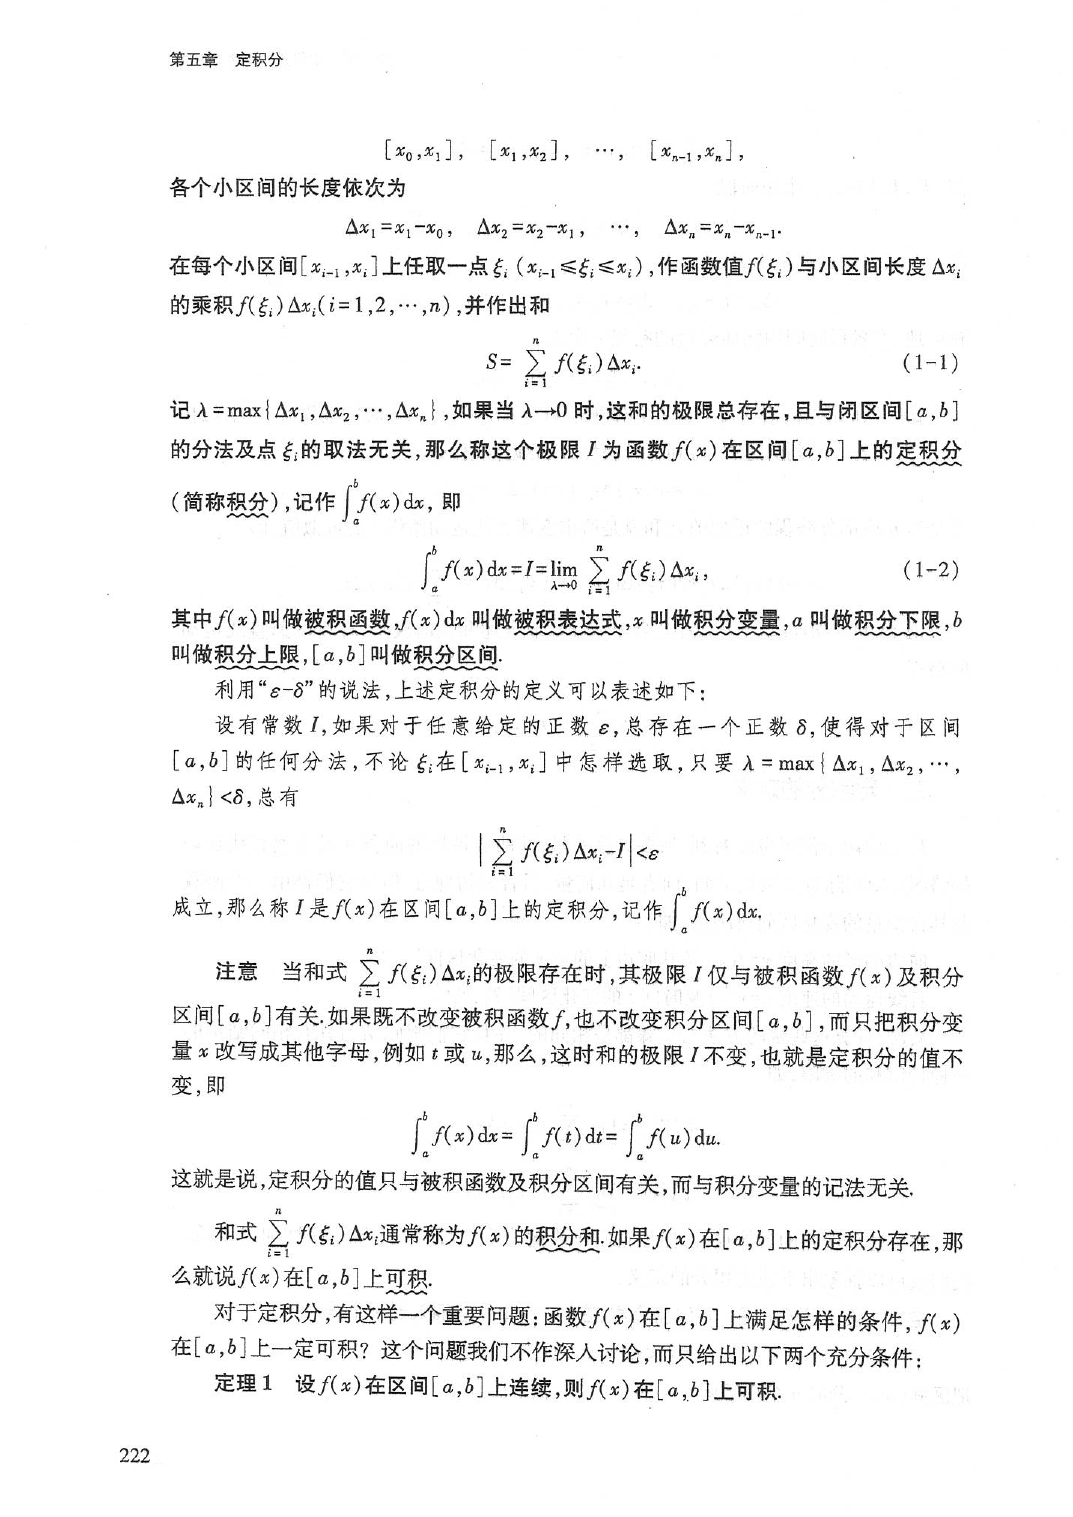 第五章 定积分
[x₀,x₁], [x₁,x₂], …, [xₙ₋₁,xₙ],
各个小区间的长度依次为
Δx₁=x₁-x₀, Δx₂=x₂-x₁, …, Δxₙ=xₙ-xₙ₋₁.
在每个小区间[xᵢ₋₁,xᵢ]上任取一点ξᵢ(xᵢ₋₁≤ξᵢ≤xᵢ),作函数值f(ξᵢ)与小区间长度Δxᵢ
的乘积f(ξᵢ)Δxᵢ(i=1,2,…,n),并作出和
S=∑_{i=1}^{n} f(ξᵢ)Δxᵢ. (1-1)
记λ=max{Δx₁,Δx₂,…,Δxₙ},如果当λ→0时,这和的极限总存在,且与闭区间[a,b]
的分法及点ξᵢ的取法无关,那么称这个极限I为函数f(x)在区间[a,b]上的定积分
(简称积分),记作∫_a^b f(x)dx, 即
∫_a^b f(x)dx=I=lim_{λ→0} ∑_{i=1}^{n} f(ξᵢ)Δxᵢ, (1-2)
其中f(x)叫做被积函数,f(x)dx叫做被积表达式,x叫做积分变量,a叫做积分下限,b
叫做积分上限,[a,b]叫做积分区间.
利用“ε-δ”的说法,上述定积分的定义可以表述如下:
设有常数I,如果对于任意给定的正数ε,总存在一个正数δ,使得对于区间
[a,b]的任何分法,不论ξᵢ在[xᵢ₋₁,xᵢ]中怎样选取,只要λ=max{Δx₁,Δx₂,…,
Δxₙ}<δ,总有
|∑_{i=1}^{n} f(ξᵢ)Δxᵢ-I|<ε
成立,那么称I是f(x)在区间[a,b]上的定积分,记作∫_a^b f(x)dx.
注意 当和式∑_{i=1}^{n} f(ξᵢ)Δxᵢ的极限存在时,其极限I仅与被积函数f(x)及积分
区间[a,b]有关.如果既不改变被积函数f,也不改变积分区间[a,b],而只把积分变
量x改写成其他字母,例如t或u,那么,这时和的极限I不变,也就是定积分的值不
变,即
∫_a^b f(x)dx=∫_a^b f(t)dt=∫_a^b f(u)du.
这就是说,定积分的值只与被积函数及积分区间有关,而与积分变量的记法无关.
和式∑_{i=1}^{n} f(ξᵢ)Δxᵢ通常称为f(x)的积分和.如果f(x)在[a,b]上的定积分存在,那
么就说f(x)在[a,b]上可积.
对于定积分,有这样一个重要问题:函数f(x)在[a,b]上满足怎样的条件,f(x)
在[a,b]上一定可积?这个问题我们不作深入讨论,而只给出以下两个充分条件:
定理1 设f(x)在区间[a,b]上连续,则f(x)在[a,b]上可积.
222